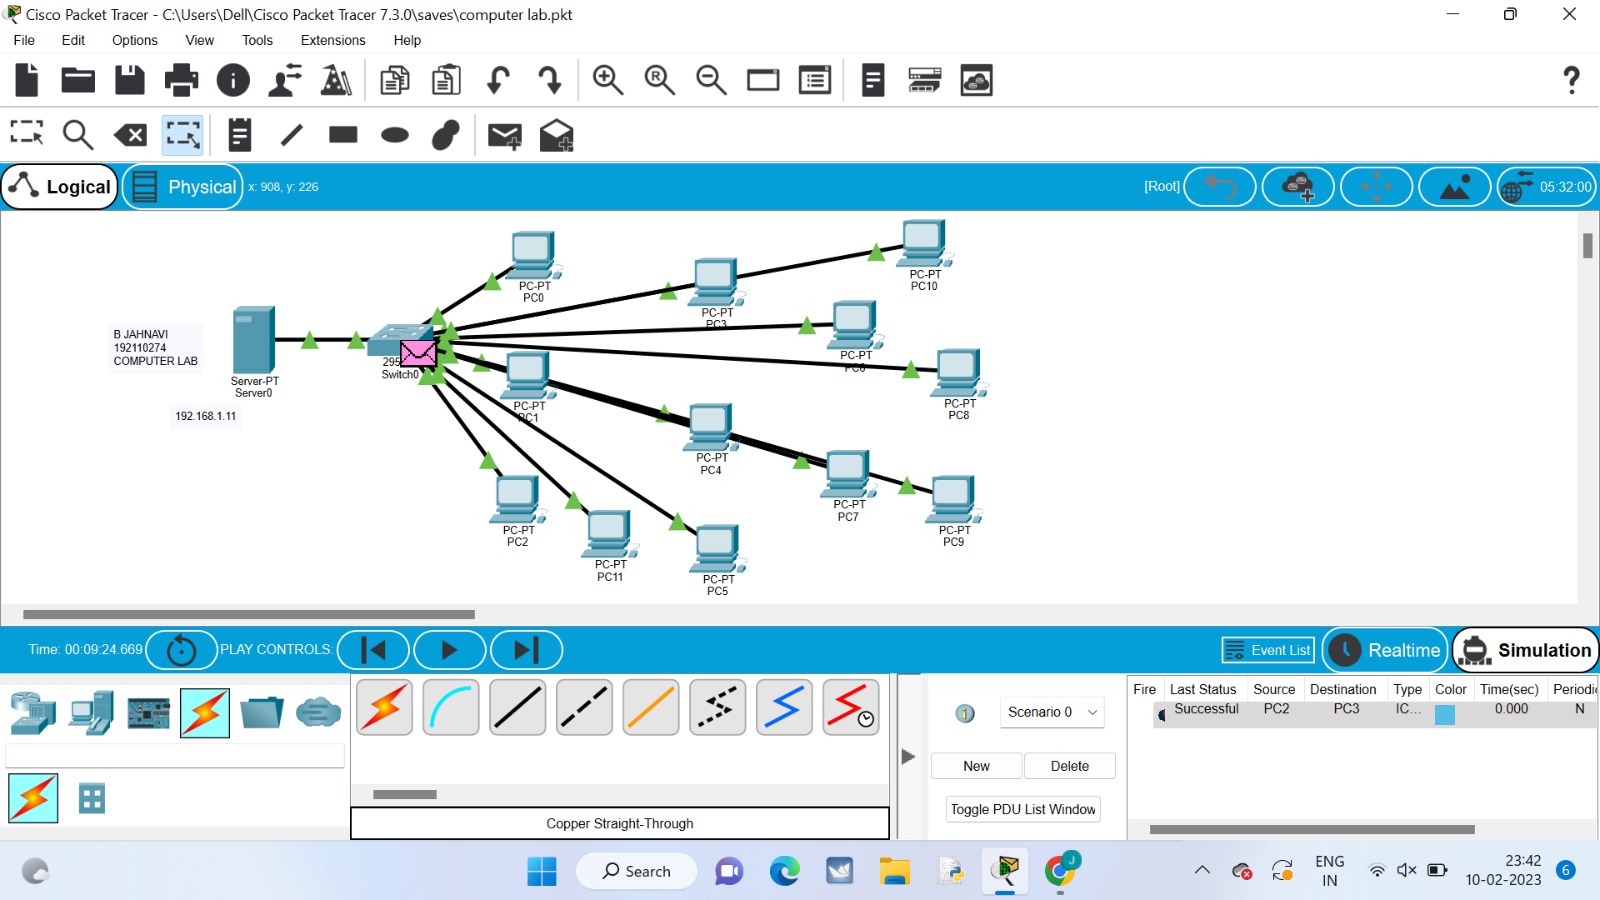 Cisco Packet Tracer - C:\Users\Dell\Cisco Packet Tracer 7.3.0\saves\computer lab.pkt
File Edit Options View Tools Extensions Help
Logical Physical x: 908, y: 226 [Root] 05:32:00
PC-PT
PC0
PC-PT
PC3
PC-PT
PC10
B JAHNAVI
192110274
COMPUTER LAB
Server-PT
Server0
192.168.1.11
295
Switch0
PC-PT
PC1
PC-PT
PC6
PC-PT
PC8
PC-PT
PC4
PC-PT
PC7
PC-PT
PC9
PC-PT
PC2
PC-PT
PC11
PC-PT
PC5
Time: 00:09:24.669 PLAY CONTROLS: Event List Realtime Simulation
Scenario 0
New Delete
Toggle PDU List Window
Copper Straight-Through
Fire Last Status Source Destination Type Color Time(sec) Periodic
Successful PC2 PC3 IC... 0.000 N
Search
ENG
IN
23:42
10-02-2023
6